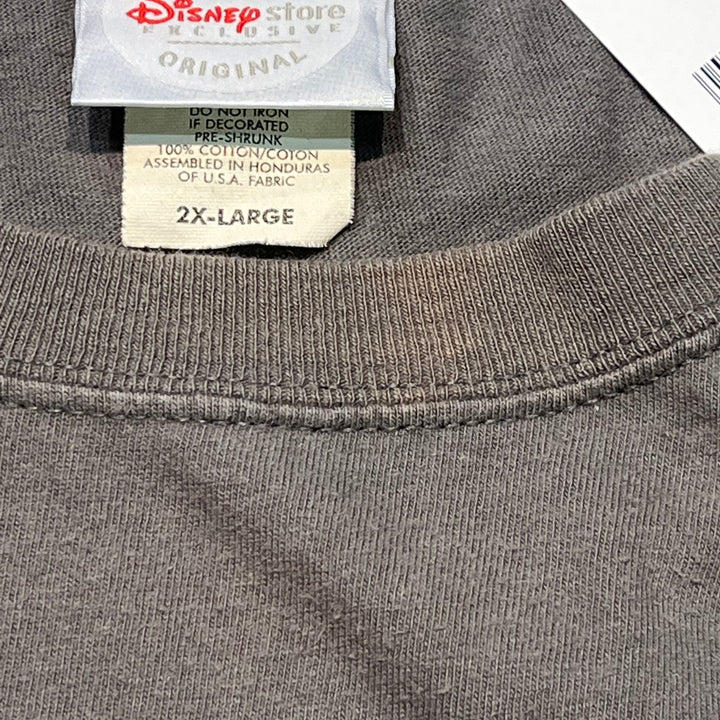 Disney store
EXCLUSIVE
ORIGINAL
DO NOT IRON
IF DECORATED
PRE-SHRUNK
100% COTTON/COTON
ASSEMBLED IN HONDURAS
OF U.S.A. FABRIC
2X-LARGE